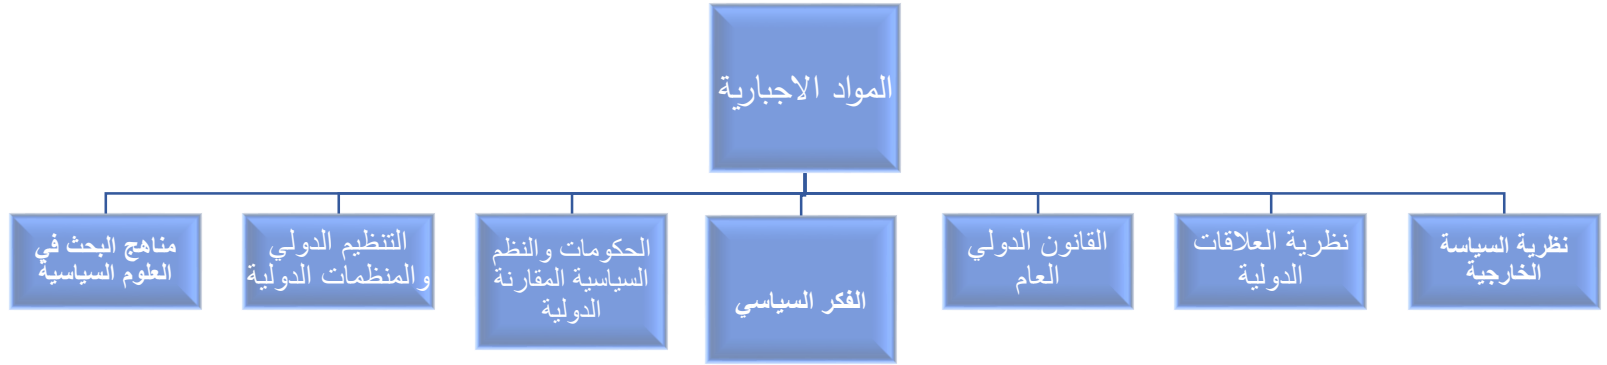 المواد الاجبارية
نظرية السياسة
الخارجية
نظرية العلاقات
الدولية
القانون الدولي
العام
الفكر السياسي
الحكومات والنظم
السياسية المقارنة
الدولية
التنظيم الدولي
والمنظمات الدولية
مناهج البحث في
العلوم السياسية